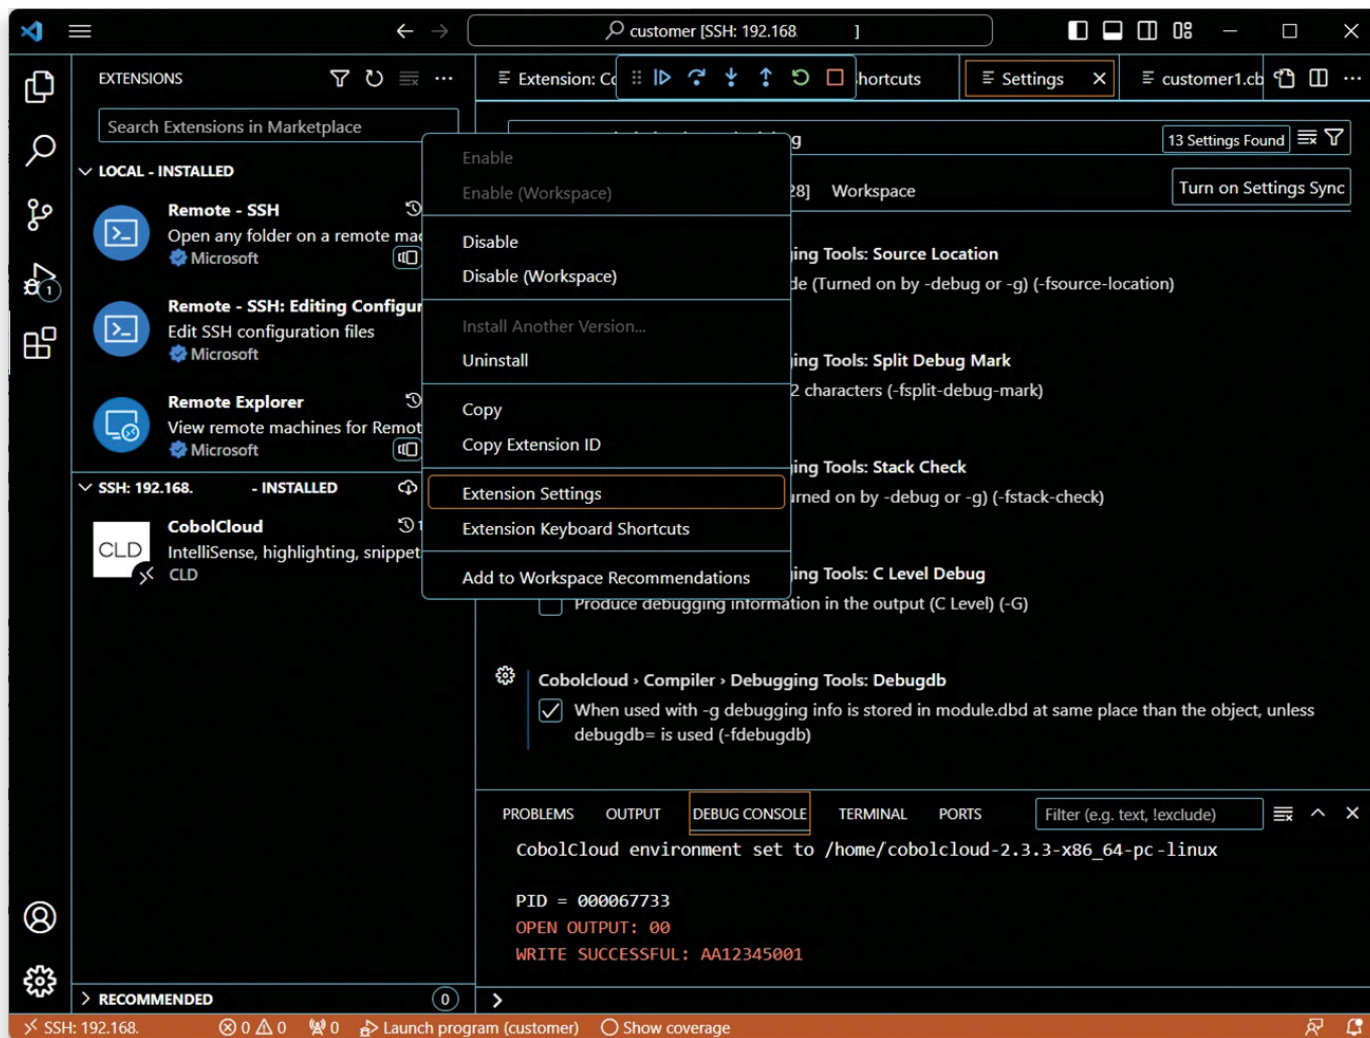 customer [SSH: 192.168. ]
EXTENSIONS
Search Extensions in Marketplace
LOCAL - INSTALLED
Remote - SSH
Open any folder on a remote mac
Microsoft
Remote - SSH: Editing Configur
Edit SSH configuration files
Microsoft
Remote Explorer
View remote machines for Remot
Microsoft
SSH: 192.168. - INSTALLED
CLD
CobolCloud
IntelliSense, highlighting, snippet
CLD
1
RECOMMENDED
0
Enable
Enable (Workspace)
Disable
Disable (Workspace)
Install Another Version...
Uninstall
Copy
Copy Extension ID
Extension Settings
Extension Keyboard Shortcuts
Add to Workspace Recommendations
Extension: Co
hortcuts
Settings
customer1.cb
g
13 Settings Found
28] Workspace
Turn on Settings Sync
ing Tools: Source Location
de (Turned on by -debug or -g) (-fsource-location)
ing Tools: Split Debug Mark
2 characters (-fsplit-debug-mark)
ing Tools: Stack Check
urned on by -debug or -g) (-fstack-check)
ing Tools: C Level Debug
Produce debugging information in the output (C Level) (-G)
Cobolcloud › Compiler › Debugging Tools: Debugdb
When used with -g debugging info is stored in module.dbd at same place than the object, unless
debugdb= is used (-fdebugdb)
PROBLEMS OUTPUT DEBUG CONSOLE TERMINAL PORTS
Filter (e.g. text, !exclude)
CobolCloud environment set to /home/cobolcloud-2.3.3-x86_64-pc-linux
PID = 000067733
OPEN OUTPUT: 00
WRITE SUCCESSFUL: AA12345001
SSH: 192.168. 0 0 0 Launch program (customer) Show coverage